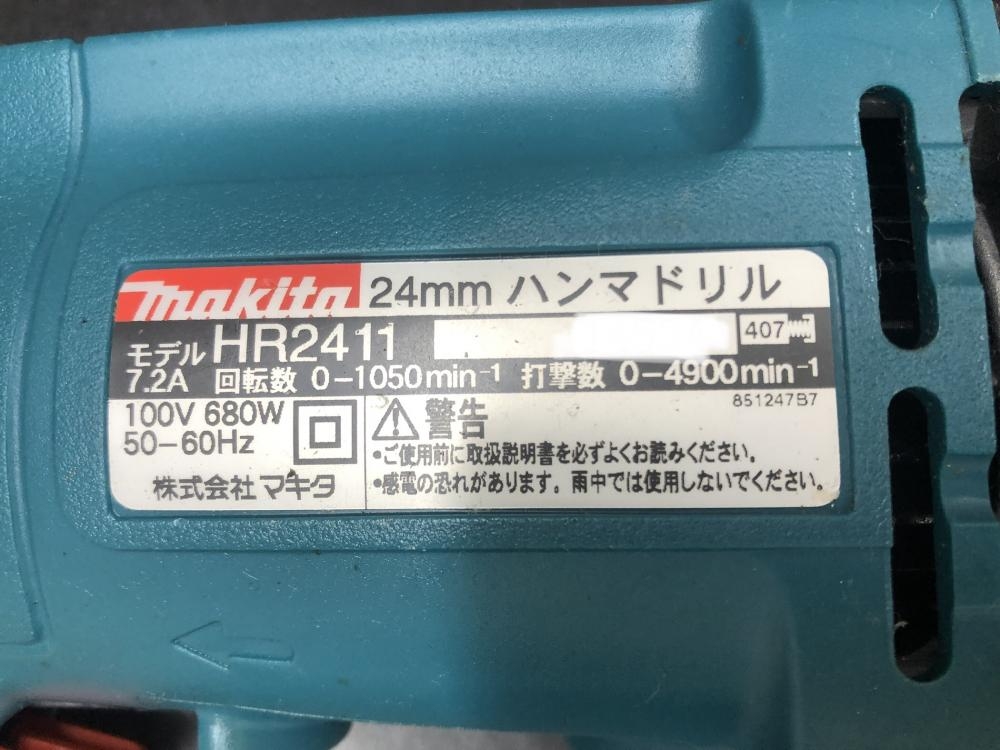 makita 24mm ハンマドリル
モデル HR2411 407
7.2A 回転数 0-1050min-1 打撃数 0-4900min-1
851247B7
100V 680W
50-60Hz
株式会社 マキタ
警告
•ご使用前に取扱説明書を必ずよくお読みください。
•感電の恐れがあります。雨中では使用しないでください。